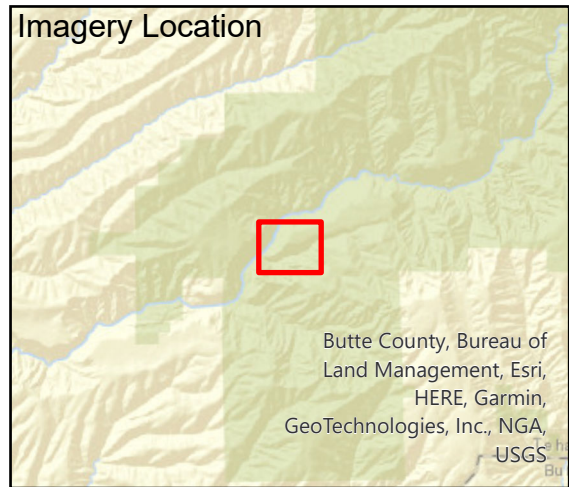 Imagery Location
Butte County, Bureau of
Land Management, Esri,
HERE, Garmin,
GeoTechnologies, Inc., NGA,
USGS